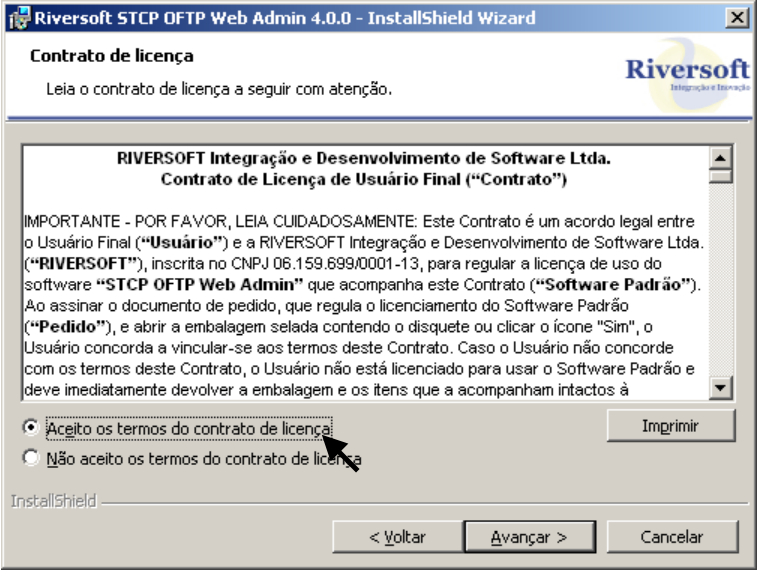 Riversoft STCP OFTP Web Admin 4.0.0 - InstallShield Wizard
Contrato de licença
Leia o contrato de licença a seguir com atenção.
Riversoft
Integração e Inovação
RIVERSOFT Integração e Desenvolvimento de Software Ltda.
Contrato de Licença de Usuário Final (“Contrato”)
IMPORTANTE - POR FAVOR, LEIA CUIDADOSAMENTE: Este Contrato é um acordo legal entre
o Usuário Final (“Usuário”) e a RIVERSOFT Integração e Desenvolvimento de Software Ltda.
(“RIVERSOFT”), inscrita no CNPJ 06.159.699/0001-13, para regular a licença de uso do
software “STCP OFTP Web Admin” que acompanha este Contrato (“Software Padrão”).
Ao assinar o documento de pedido, que regula o licenciamento do Software Padrão
(“Pedido”), e abrir a embalagem selada contendo o disquete ou clicar o ícone "Sim", o
Usuário concorda a vincular-se aos termos deste Contrato. Caso o Usuário não concorde
com os termos deste Contrato, o Usuário não está licenciado para usar o Software Padrão e
deve imediatamente devolver a embalagem e os itens que a acompanham intactos à
Aceito os termos do contrato de licença
Imprimir
Não aceito os termos do contrato de licença
InstallShield
< Voltar
Avançar >
Cancelar